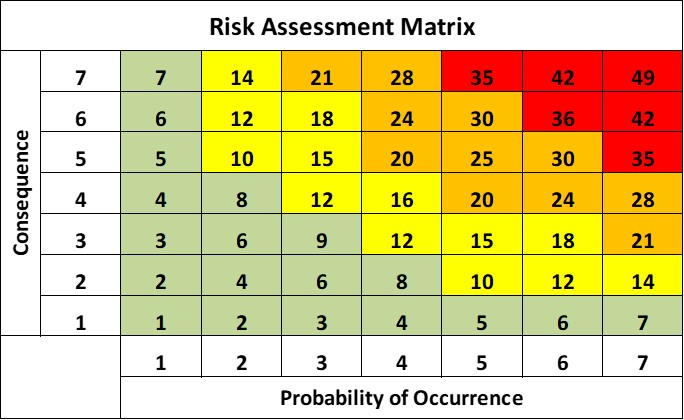 Risk Assessment Matrix
Consequence
7 7 14 21 28 35 42 49
6 6 12 18 24 30 36 42
5 5 10 15 20 25 30 35
4 4 8 12 16 20 24 28
3 3 6 9 12 15 18 21
2 2 4 6 8 10 12 14
1 1 2 3 4 5 6 7
1 2 3 4 5 6 7
Probability of Occurrence